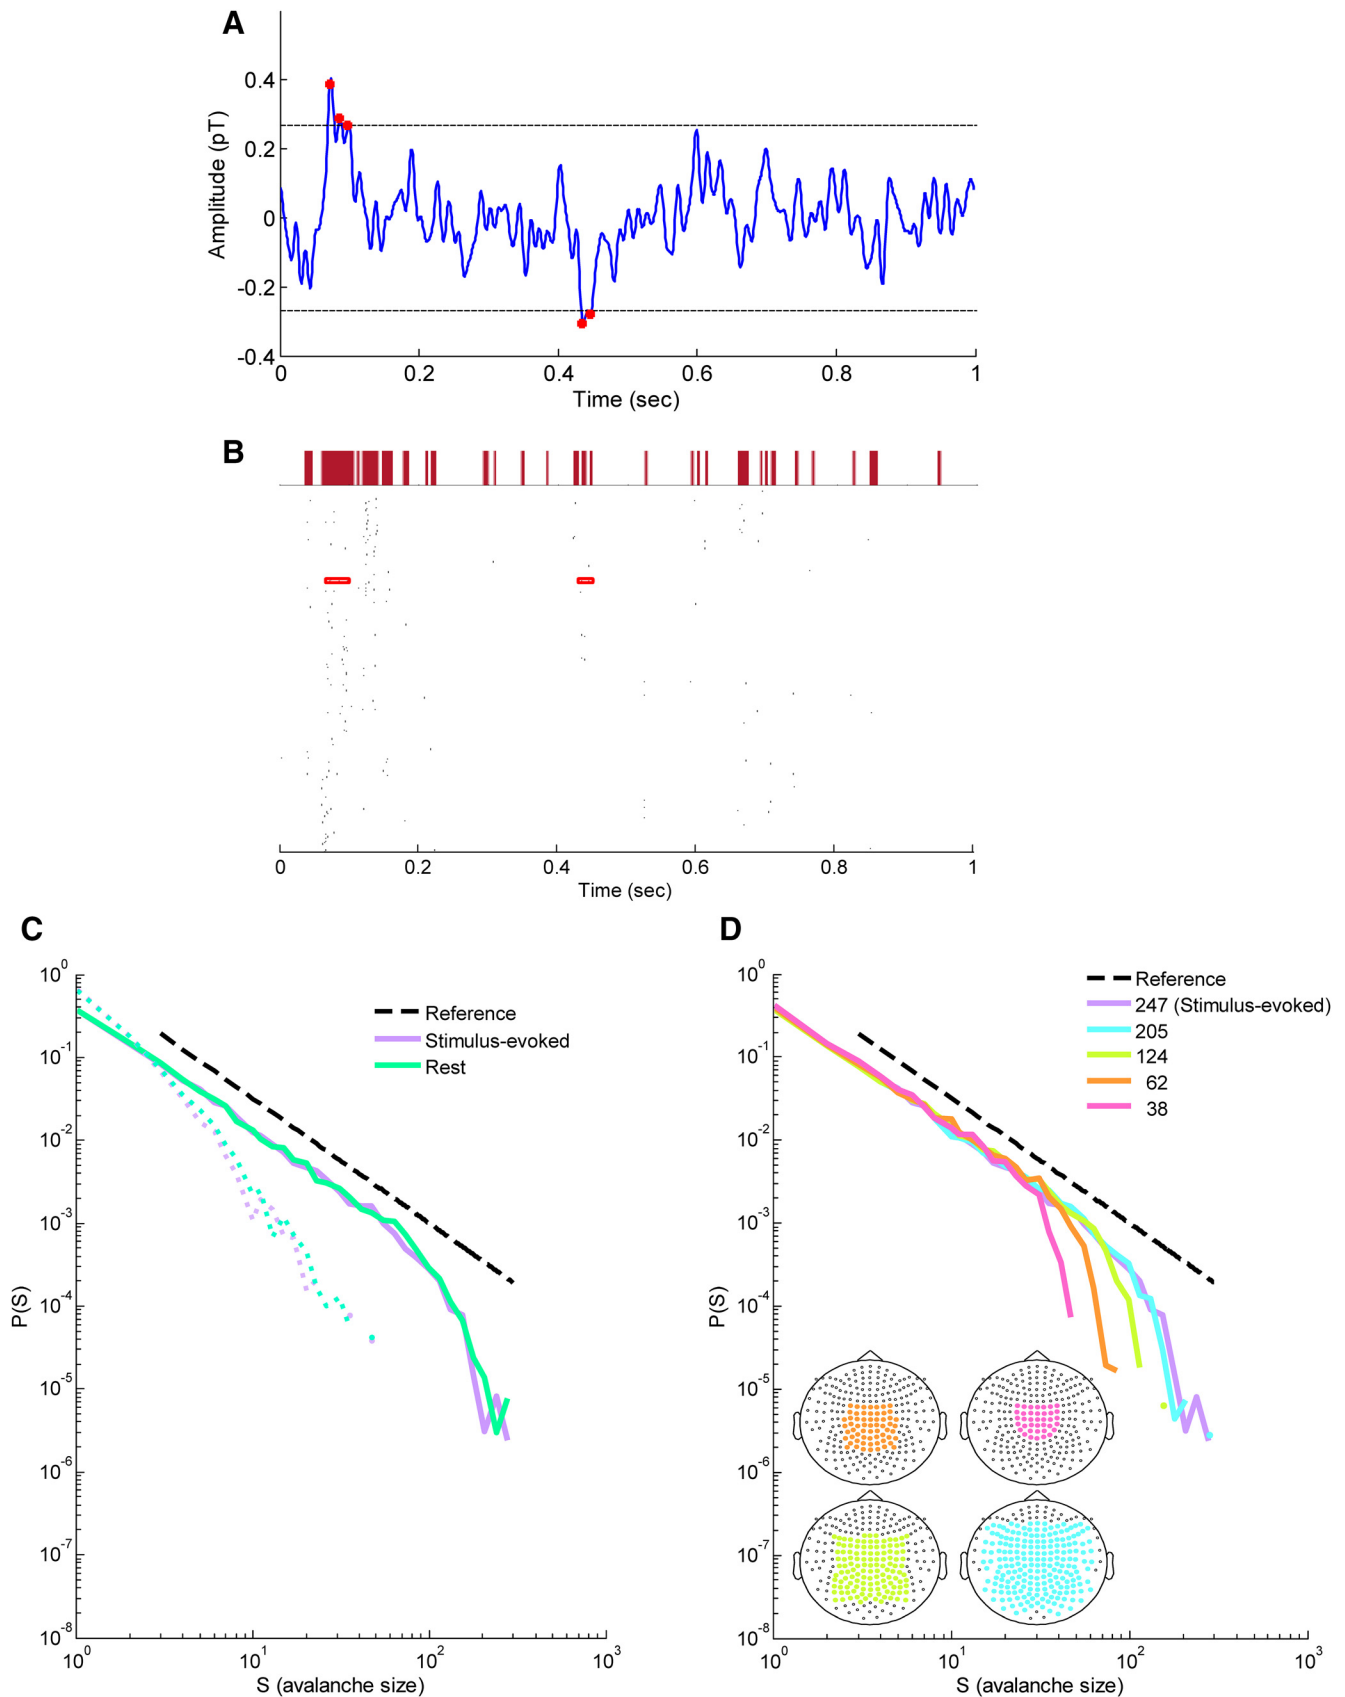 A
Amplitude (pT)
0.4
0.2
0
-0.2
-0.4
0 0.2 0.4 0.6 0.8 1
Time (sec)
B
0 0.2 0.4 0.6 0.8 1
Time (sec)
C
P(S)
10^0
10^-1
10^-2
10^-3
10^-4
10^-5
10^-6
10^-7
10^-8
Reference
Stimulus-evoked
Rest
10^0 10^1 10^2 10^3
S (avalanche size)
D
P(S)
10^0
10^-1
10^-2
10^-3
10^-4
10^-5
10^-6
10^-7
10^-8
Reference
247 (Stimulus-evoked)
205
124
62
38
10^0 10^1 10^2 10^3
S (avalanche size)